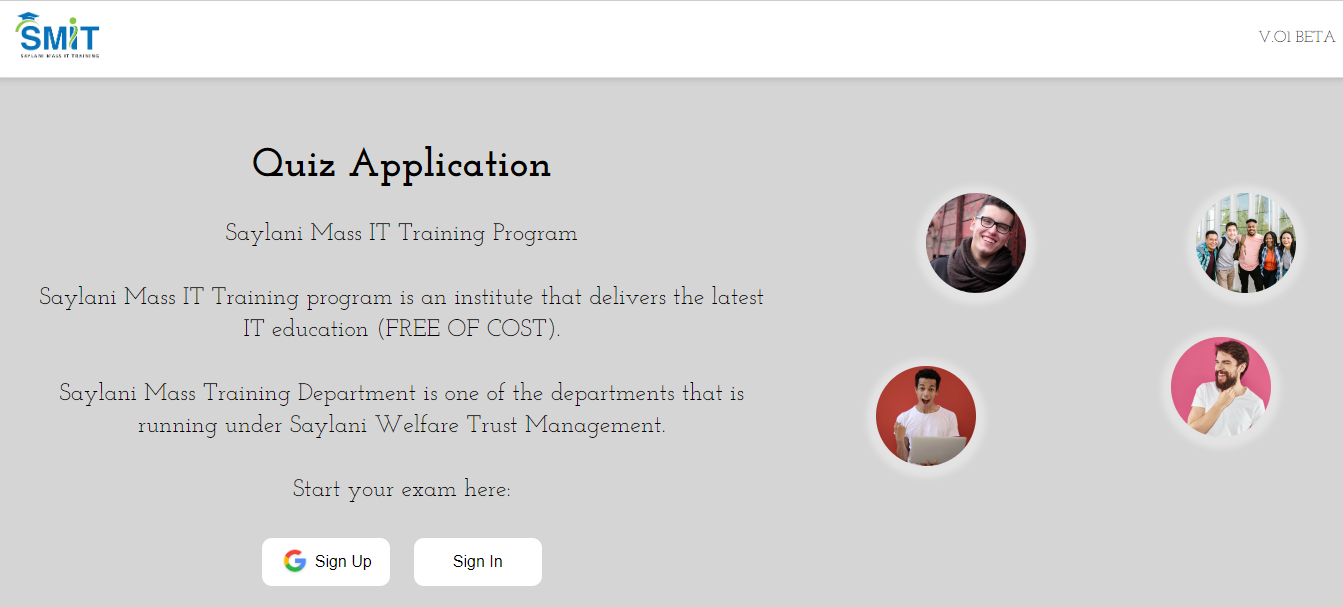 SMIT
SAYLANI MASS IT TRAINING
V.01 BETA
Quiz Application
Saylani Mass IT Training Program
Saylani Mass IT Training program is an institute that delivers the latest
IT education (FREE OF COST).
Saylani Mass Training Department is one of the departments that is
running under Saylani Welfare Trust Management.
Start your exam here:
Sign Up
Sign In